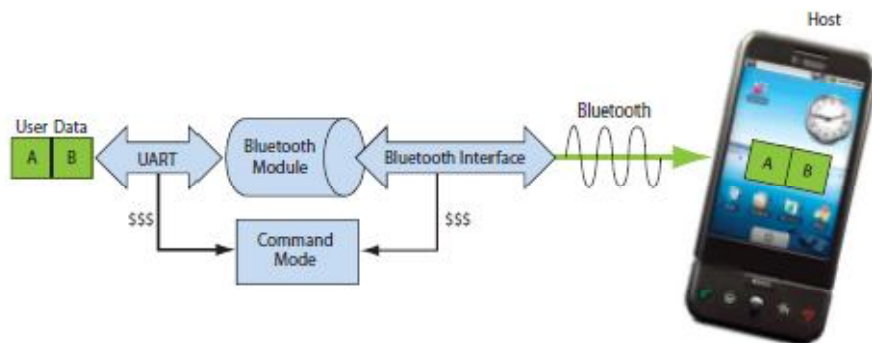 Host
Bluetooth
User Data
A B
UART
Bluetooth
Module
Bluetooth Interface
A B
$$$
$$$
Command
Mode